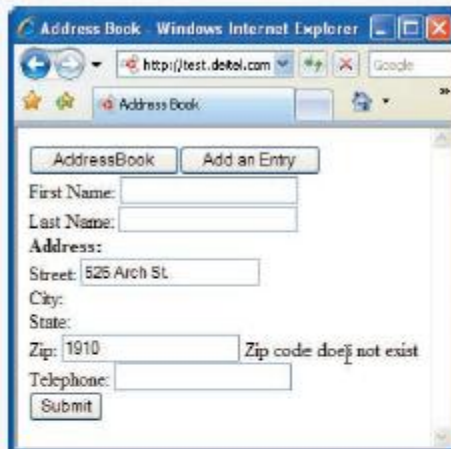 Address Book - Windows Internet Explorer
http://test.deitel.com Google
Address Book
AddressBook Add an Entry
First Name:
Last Name:
Address:
Street: 525 Arch St.
City:
State:
Zip: 1910 Zip code does not exist
Telephone:
Submit